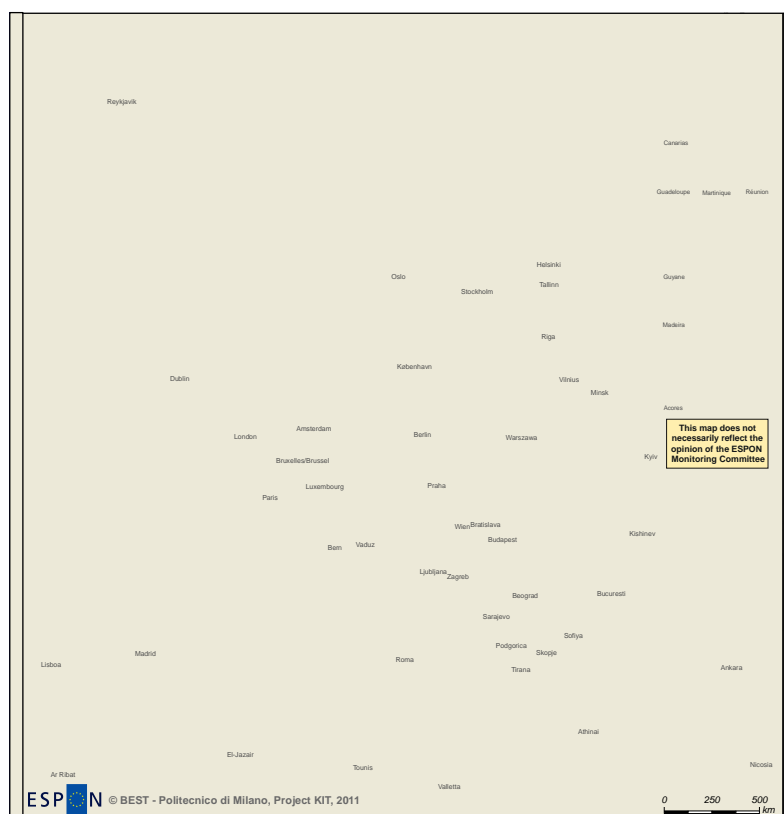 Reykjavik
Canarias
Guadeloupe Martinique Réunion
Helsinki
Oslo
Guyane
Tallinn
Stockholm
Madeira
Riga
København
Dublin
Vilnius
Minsk
Acores
This map does not
necessarily reflect the
opinion of the ESPON
Monitoring Committee
Amsterdam
London
Berlin
Warszawa
Kyiv
Bruxelles/Brussel
Luxembourg
Praha
Paris
Wien
Bratislava
Kishinev
Budapest
Bern
Vaduz
Ljubljana
Zagreb
Beograd
Bucuresti
Sarajevo
Sofiya
Podgorica
Skopje
Madrid
Roma
Lisboa
Tirana
Ankara
Athinai
El-Jazair
Tounis
Nicosia
Ar Ribat
Valletta
ESPON © BEST - Politecnico di Milano, Project KIT, 2011
0 250 500
km